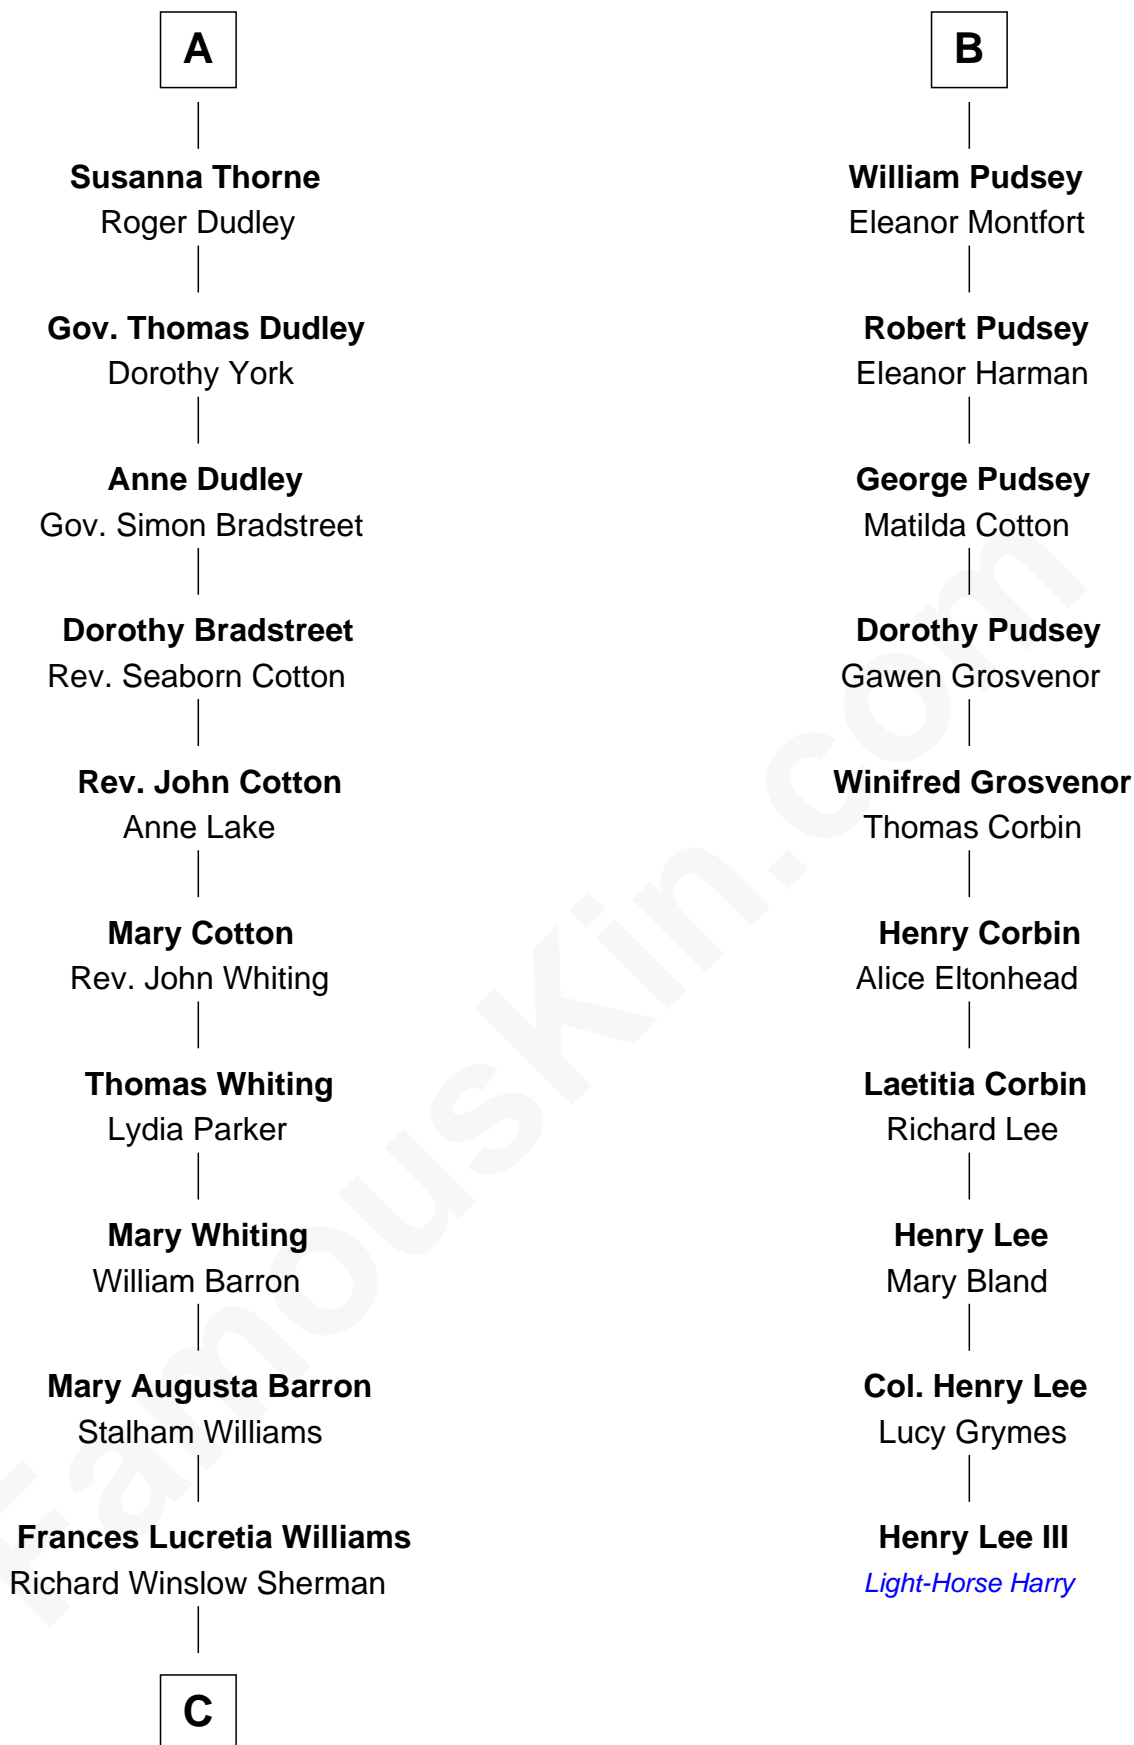 A
Susanna Thorne
Roger Dudley
Gov. Thomas Dudley
Dorothy York
Anne Dudley
Gov. Simon Bradstreet
Dorothy Bradstreet
Rev. Seaborn Cotton
Rev. John Cotton
Anne Lake
Mary Cotton
Rev. John Whiting
Thomas Whiting
Lydia Parker
Mary Whiting
William Barron
Mary Augusta Barron
Stalham Williams
Frances Lucretia Williams
Richard Winslow Sherman
C
B
William Pudsey
Eleanor Montfort
Robert Pudsey
Eleanor Harman
George Pudsey
Matilda Cotton
Dorothy Pudsey
Gawen Grosvenor
Winifred Grosvenor
Thomas Corbin
Henry Corbin
Alice Eltonhead
Laetitia Corbin
Richard Lee
Henry Lee
Mary Bland
Col. Henry Lee
Lucy Grymes
Henry Lee III
Light-Horse Harry
FamousKin.com